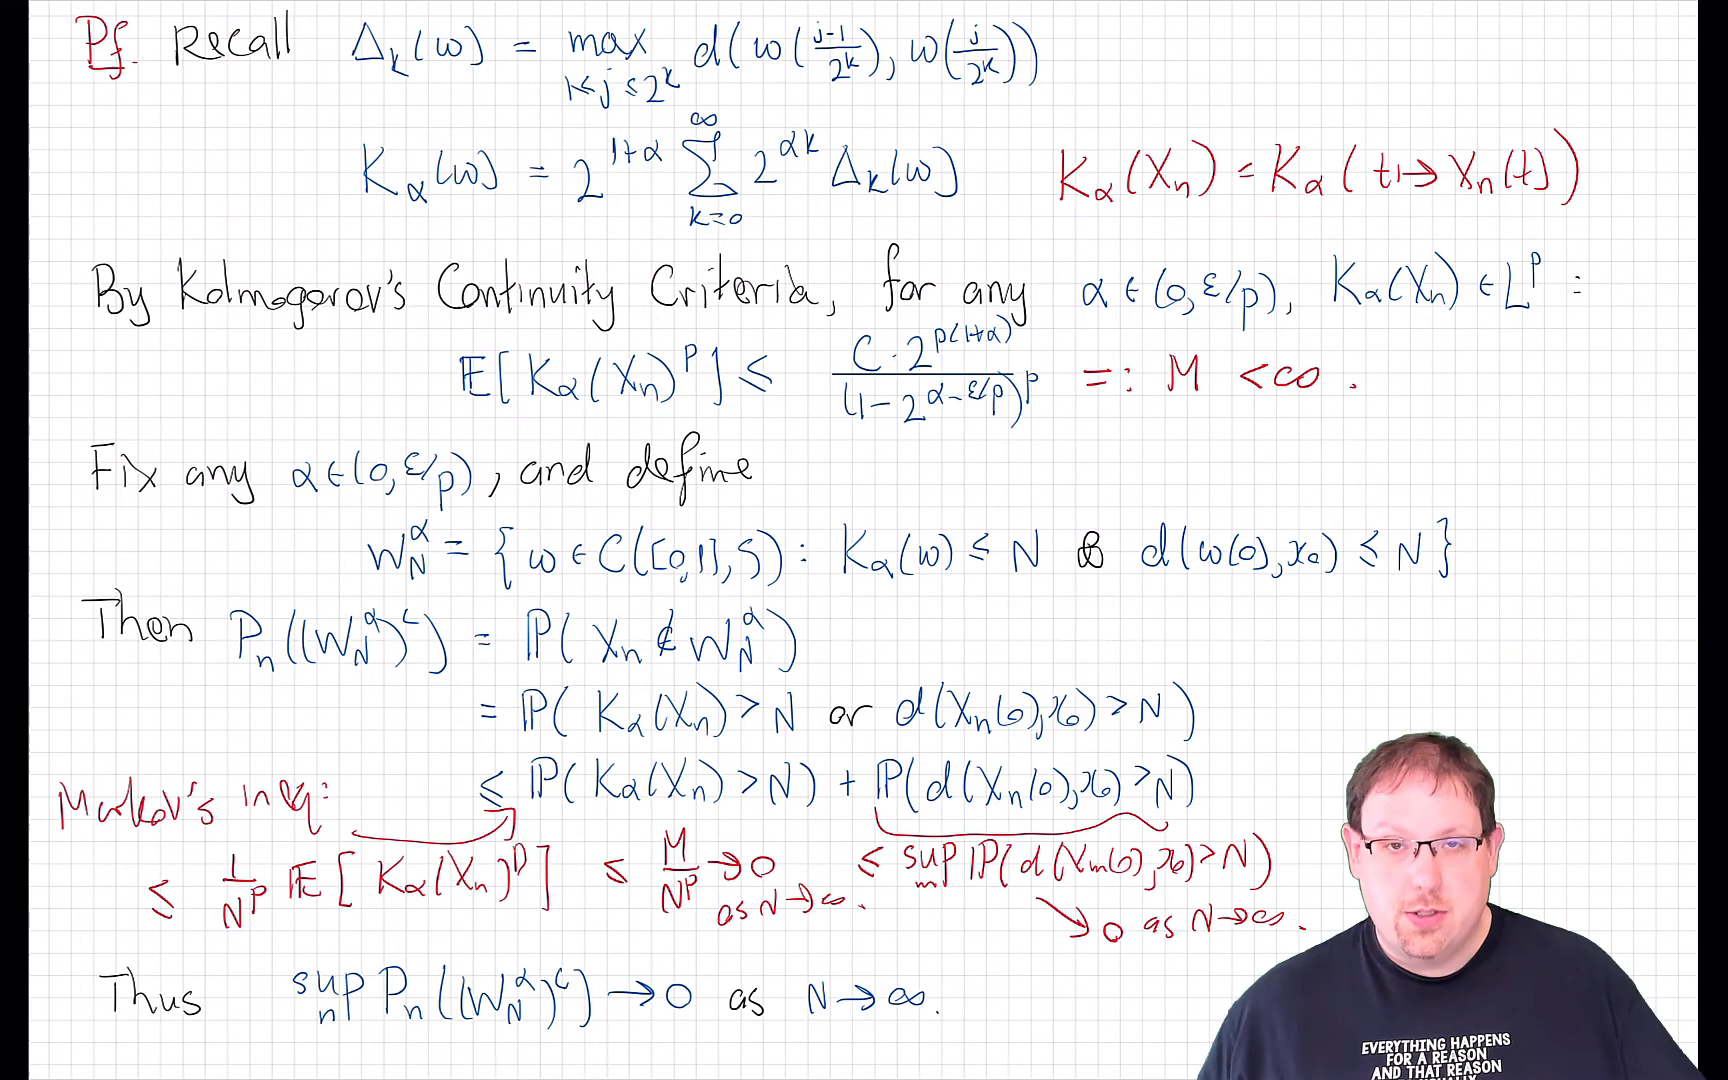 Pf. Recall Δ_k(ω) = max_{1≤j≤2^k} d(ω((j-1)/2^k), ω(j/2^k))
K_α(ω) = 2^{1+α} ∑_{k=0}^∞ 2^{αk} Δ_k(ω) K_α(X_n) = K_α(t ↦ X_n(t))
By Kolmogorov's Continuity Criteria, for any α ∈ (0, ε/p), K_α(X_n) ∈ L^p :
𝔼[K_α(X_n)^p] ≤ C·2^{p(1+α)} / (1-2^{α-ε/p})^p =: M < ∞.
Fix any α ∈ (0, ε/p), and define
W_N^α = {ω ∈ C([0,1], S) : K_α(ω) ≤ N & d(ω(0), x_0) ≤ N}
Then P_n((W_N^α)^c) = ℙ(X_n ∉ W_N^α)
= ℙ(K_α(X_n) > N or d(X_n(0), x_0) > N)
Markov's ineq: ≤ ℙ(K_α(X_n) > N) + ℙ(d(X_n(0), x_0) > N)
≤ 1/N^p 𝔼[K_α(X_n)^p] ≤ M/N^p → 0 as N→∞. ≤ sup_m ℙ(d(X_m(0), x_0) > N)
↘ 0 as N→∞.
Thus sup_n P_n((W_N^α)^c) → 0 as N → ∞.
EVERYTHING HAPPENS
FOR A REASON
AND THAT REASON